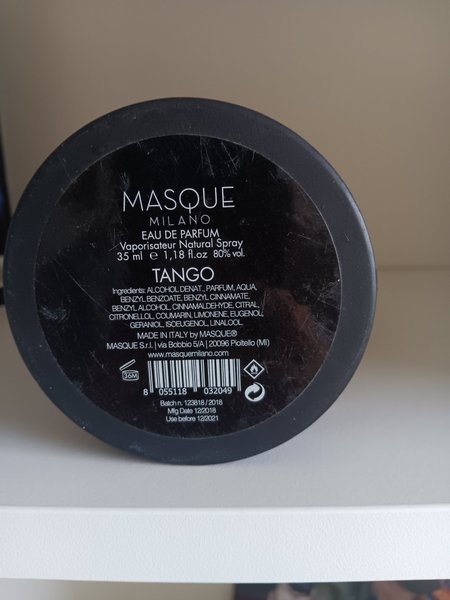 MASQUE
MILANO
EAU DE PARFUM
Vaporisateur Natural Spray
35 ml ℮ 1,18 fl.oz 80% vol.
TANGO
Ingredients: ALCOHOL DENAT., PARFUM, AQUA,
BENZYL BENZOATE, BENZYL CINNAMATE,
BENZYL ALCOHOL, CINNAMALDEHYDE, CITRAL,
CITRONELLOL, COUMARIN, LIMONENE, EUGENOL,
GERANIOL, ISOEUGENOL, LINALOOL.
MADE IN ITALY by MASQUE®
MASQUE S.r.l. | via Bobbio 5/A | 20096 Pioltello (MI)
www.masquemilano.com
36M
8 055118 032049
Batch n. 123818 / 2018
Mfg Date 12/2018
Use before 12/2021